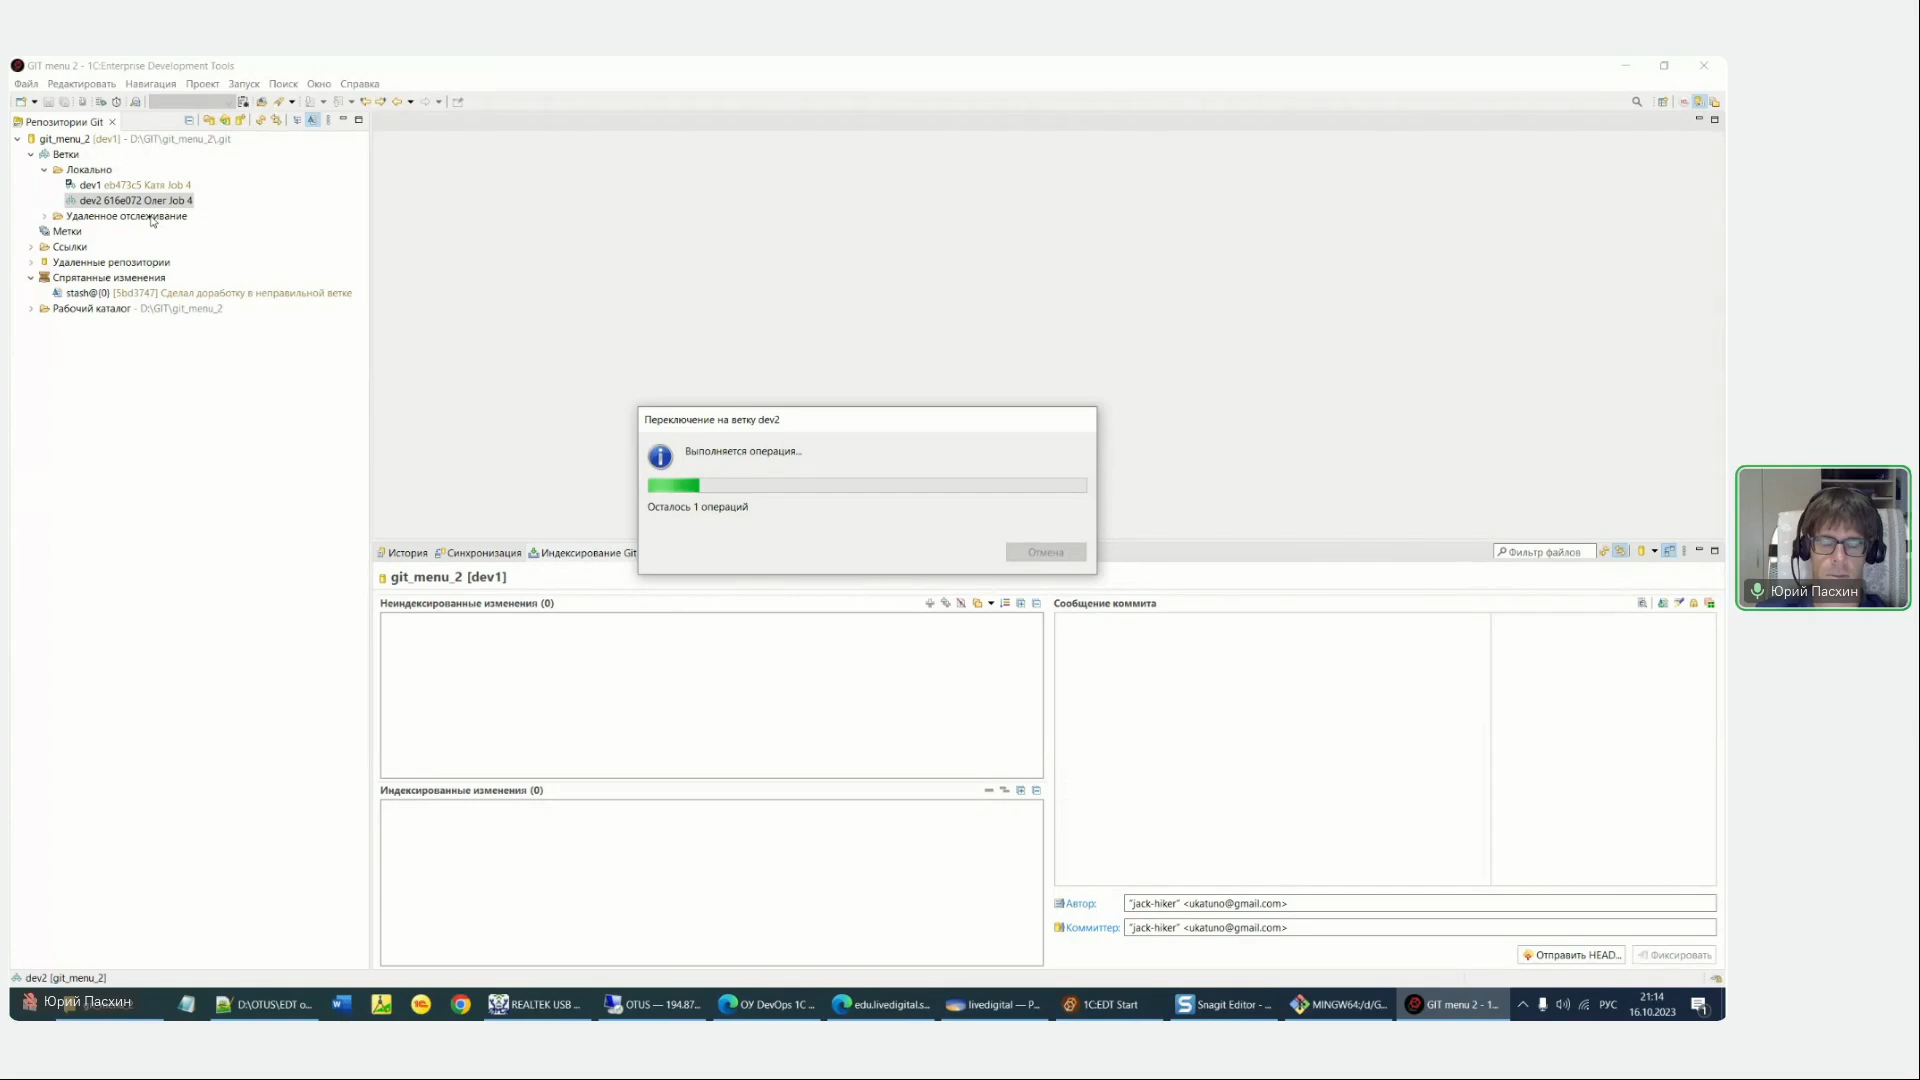 GIT menu 2 - 1C:Enterprise Development Tools
Файл Редактировать Навигация Проект Запуск Поиск Окно Справка
Репозитории Git
git_menu_2 [dev1] - D:\GIT\git_menu_2\.git
Ветки
Локально
dev1 eb473c5 Катя Job 4
dev2 616e072 Олег Job 4
Удаленное отслеживание
Метки
Ссылки
Удаленные репозитории
Спрятанные изменения
stash@{0} [5bd3747] Сделал доработку в неправильной ветке
Рабочий каталог - D:\GIT\git_menu_2
Переключение на ветку dev2
Выполняется операция...
Осталось 1 операций
Отмена
История Синхронизация Индексирование Git
Фильтр файлов
git_menu_2 [dev1]
Неиндексированные изменения (0)
Сообщение коммита
Индексированные изменения (0)
Автор: "jack-hiker" <ukatuno@gmail.com>
Коммиттер: "jack-hiker" <ukatuno@gmail.com>
Отправить HEAD... Фиксировать
dev2 [git_menu_2]
Юрий Пасхин
Юрий Пасхин
D:\OTUS\EDT o... REALTEK USB ... OTUS — 194.87... ОУ DevOps 1C ... edu.livedigital.s... livedigital — P... 1C:EDT Start Snagit Editor - ... MINGW64:/d/G... GIT menu 2 - 1... РУС
21:14
16.10.2023
1